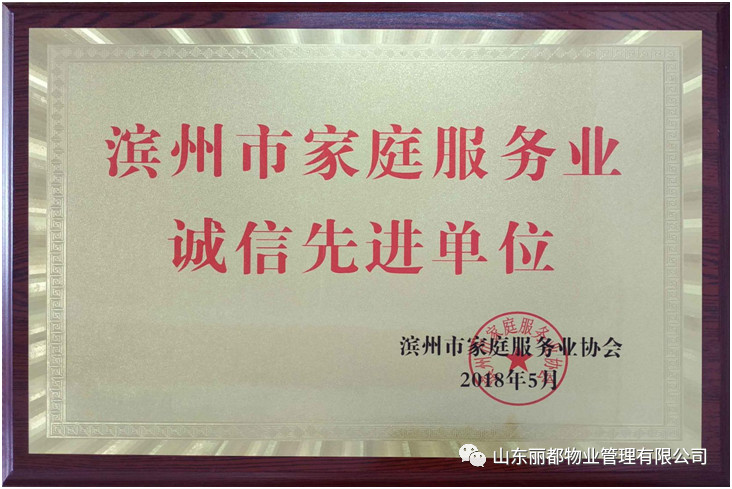 滨州市家庭服务业
诚信先进单位
滨州市家庭服务业协会
2018年5月
山东丽都物业管理有限公司